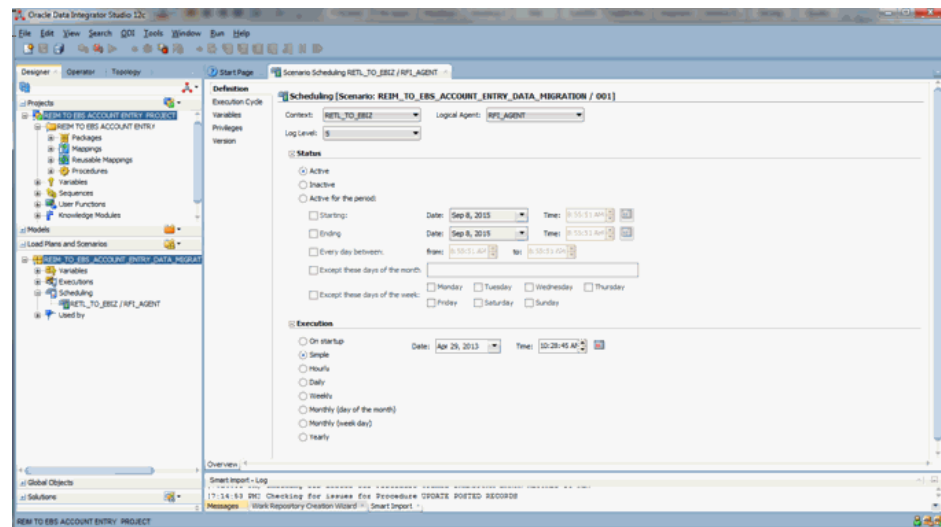 Oracle Data Integrator Studio 12c
File Edit View Search ODI Tools Window Run Help
Designer Operator Topology
Start Page Scenario Scheduling RETL_TO_EBIZ / RFI_AGENT
Projects
REIM TO EBS ACCOUNT ENTRY PROJECT
REIM TO EBS ACCOUNT ENTRY
Packages
Mappings
Reusable Mappings
Procedures
Variables
Sequences
User Functions
Knowledge Modules
Models
Load Plans and Scenarios
REIM_TO_EBS_ACCOUNT_ENTRY_DATA_MIGRAT
Variables
Executions
Scheduling
RETL_TO_EBIZ / RFI_AGENT
Used by
Global Objects
Solutions
Definition
Execution Cycle
Variables
Privileges
Version
Scheduling [Scenario: REIM_TO_EBS_ACCOUNT_ENTRY_DATA_MIGRATION / 001]
Context: RETL_TO_EBIZ Logical Agent: RFI_AGENT
Log Level: 5
Status
Active
Inactive
Active for the period:
Starting: Date: Sep 8, 2015 Time:
Ending Date: Sep 8, 2015 Time:
Every day between: from: to:
Except these days of the month:
Except these days of the week: Monday Tuesday Wednesday Thursday
Friday Saturday Sunday
Execution
On startup Date: Apr 29, 2013 Time: 10:28:45 AM
Simple
Hourly
Daily
Weekly
Monthly (day of the month)
Monthly (week day)
Yearly
Overview
Smart Import - Log
[7:14:53 PM] Checking for issues for Procedure UPDATE POSTED RECORDS
Messages Work Repository Creation Wizard Smart Import
REIM TO EBS ACCOUNT ENTRY PROJECT